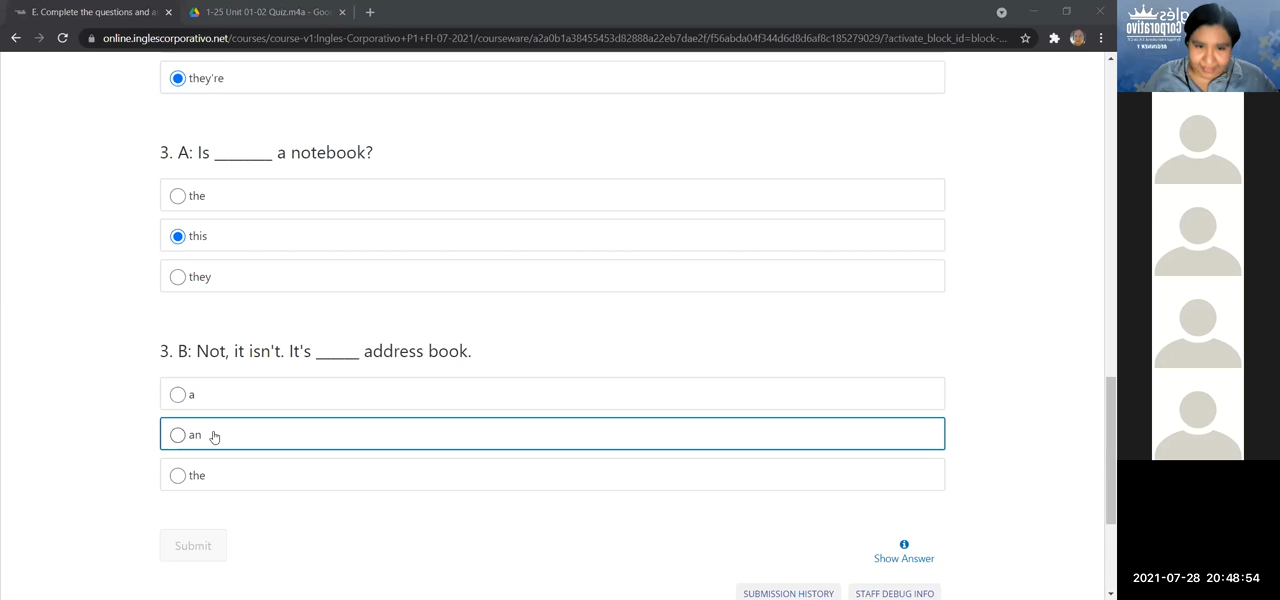 E. Complete the questions and a
1-25 Unit 01-02 Quiz.m4a - Goo
online.inglescorporativo.net/courses/course-v1:Ingles-Corporativo+P1+FI-07-2021/courseware/a2a0b1a38455453d82888a22eb7dae2f/f56abda04f344d6d8d6af8c185279029/?activate_block_id=block-...
they're
3. A: Is _______ a notebook?
the
this
they
3. B: Not, it isn't. It's _____ address book.
a
an
the
Submit
Show Answer
SUBMISSION HISTORY
STAFF DEBUG INFO
2021-07-28 20:48:54